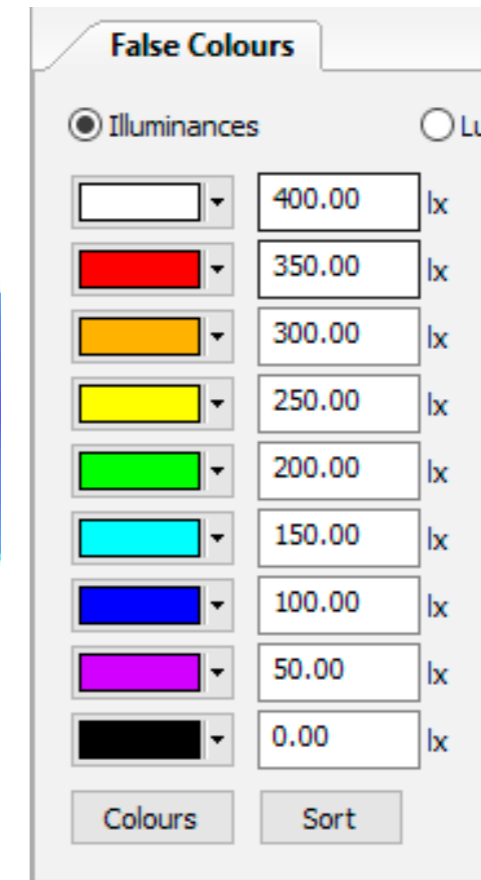 False Colours
Illuminances Lu
400.00 lx
350.00 lx
300.00 lx
250.00 lx
200.00 lx
150.00 lx
100.00 lx
50.00 lx
0.00 lx
Colours Sort